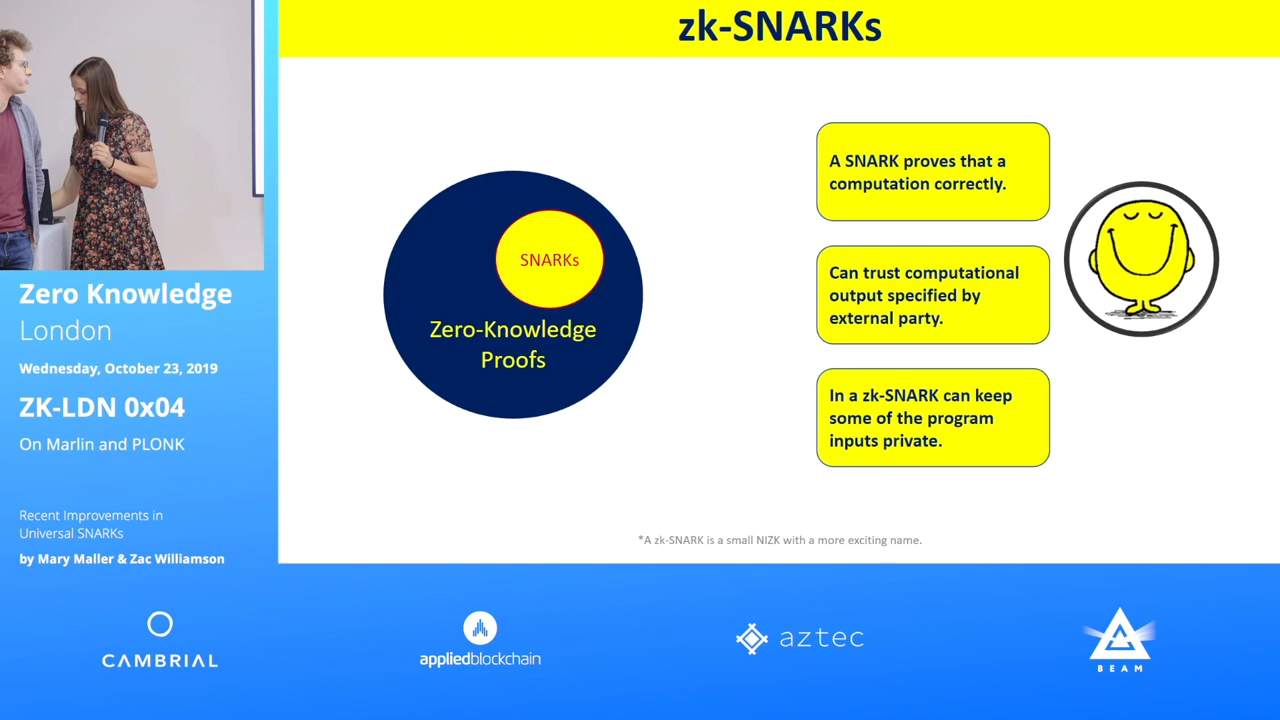 zk-SNARKs
SNARKs
Zero-Knowledge
Proofs
A SNARK proves that a
computation correctly.
Can trust computational
output specified by
external party.
In a zk-SNARK can keep
some of the program
inputs private.
*A zk-SNARK is a small NIZK with a more exciting name.
Zero Knowledge
London
Wednesday, October 23, 2019
ZK-LDN 0x04
On Marlin and PLONK
Recent Improvements in
Universal SNARKs
by Mary Maller & Zac Williamson
CAMBRIAL
appliedblockchain
aztec
BEAM